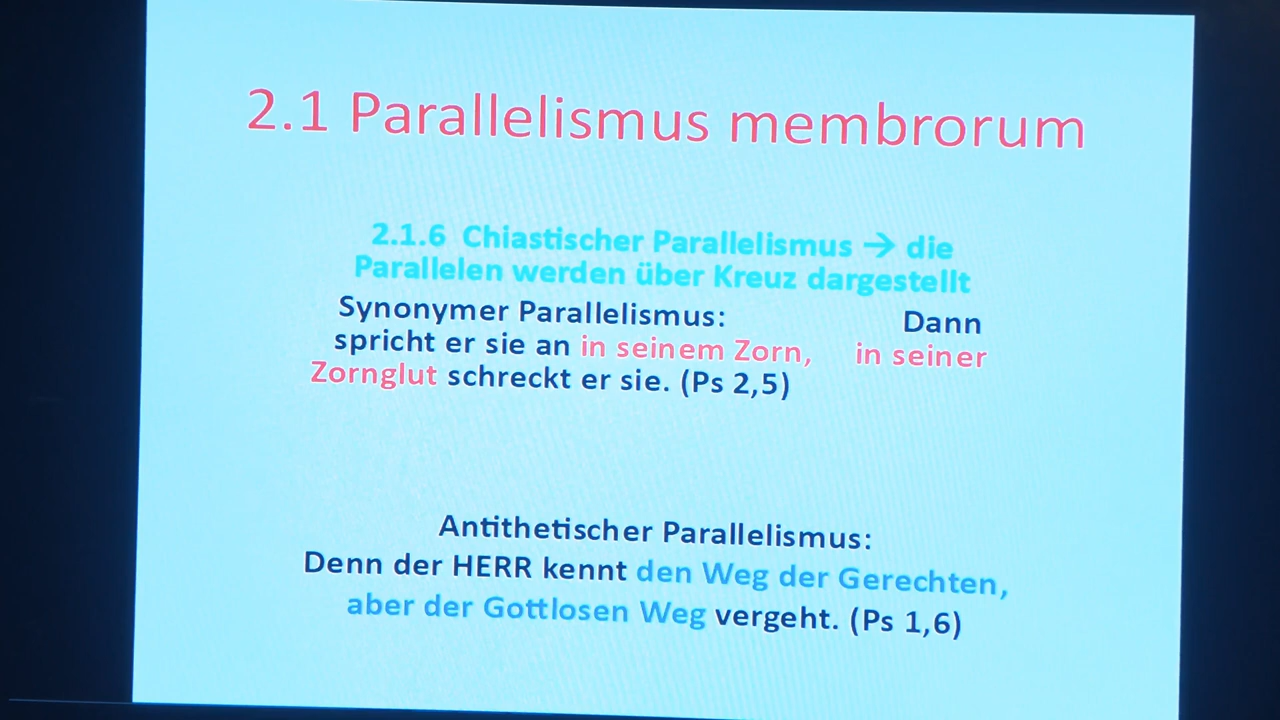 2.1 Parallelismus membrorum
2.1.6 Chiastischer Parallelismus → die
Parallelen werden über Kreuz dargestellt
Synonymer Parallelismus: Dann
spricht er sie an in seinem Zorn, in seiner
Zornglut schreckt er sie. (Ps 2,5)
Antithetischer Parallelismus:
Denn der HERR kennt den Weg der Gerechten,
aber der Gottlosen Weg vergeht. (Ps 1,6)